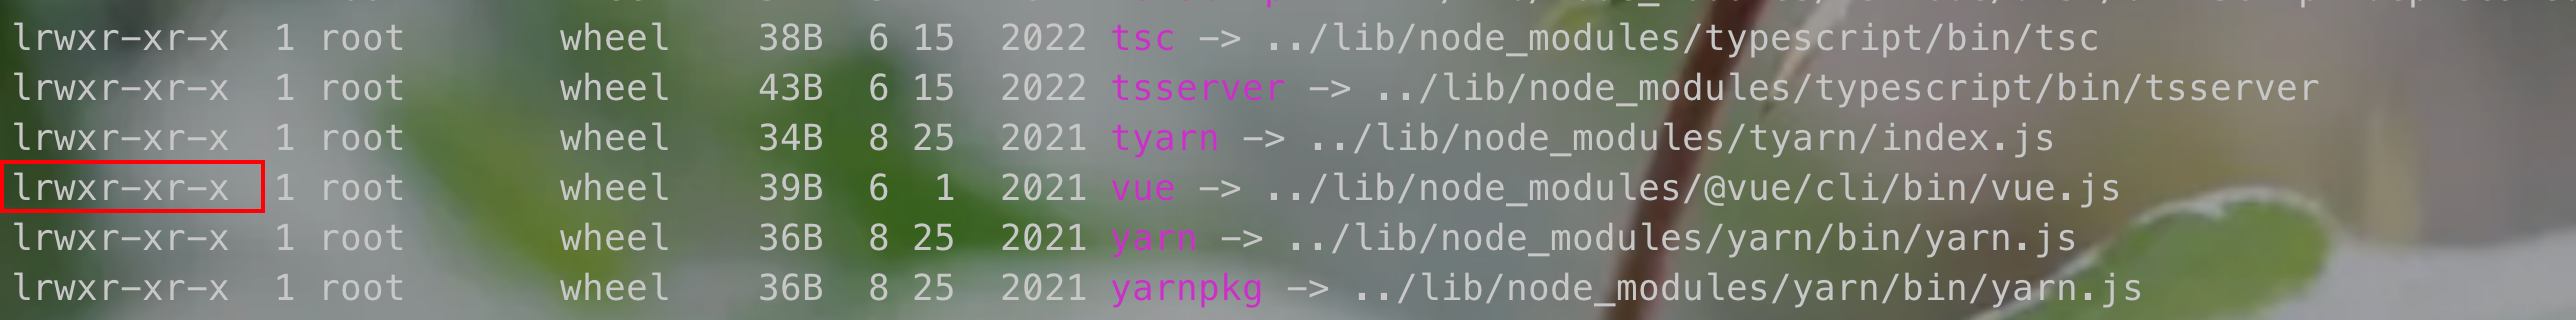 lrwxr-xr-x  1 root       wheel    38B  6 15  2022 tsc -> ../lib/node_modules/typescript/bin/tsc
lrwxr-xr-x  1 root       wheel    43B  6 15  2022 tsserver -> ../lib/node_modules/typescript/bin/tsserver
lrwxr-xr-x  1 root       wheel    34B  8 25  2021 tyarn -> ../lib/node_modules/tyarn/index.js
lrwxr-xr-x  1 root       wheel    39B  6  1  2021 vue -> ../lib/node_modules/@vue/cli/bin/vue.js
lrwxr-xr-x  1 root       wheel    36B  8 25  2021 yarn -> ../lib/node_modules/yarn/bin/yarn.js
lrwxr-xr-x  1 root       wheel    36B  8 25  2021 yarnpkg -> ../lib/node_modules/yarn/bin/yarn.js